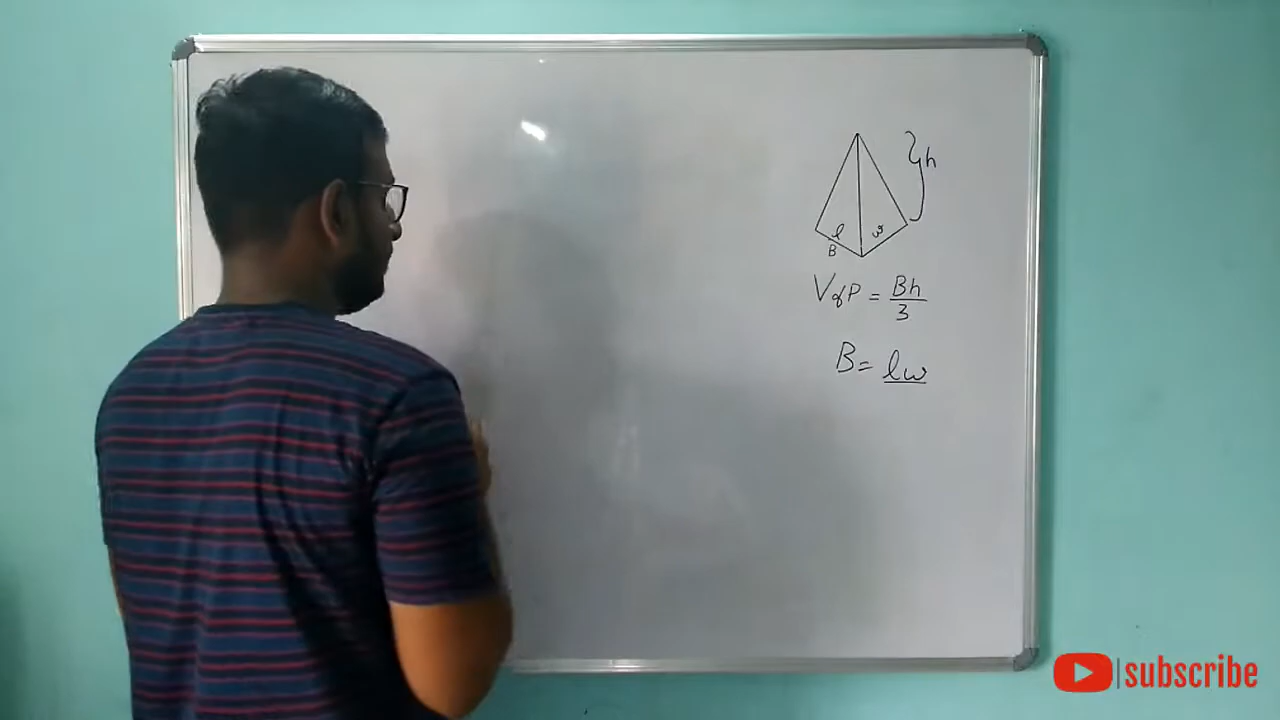 h
l w
B
V of P = Bh/3
B = lw
subscribe